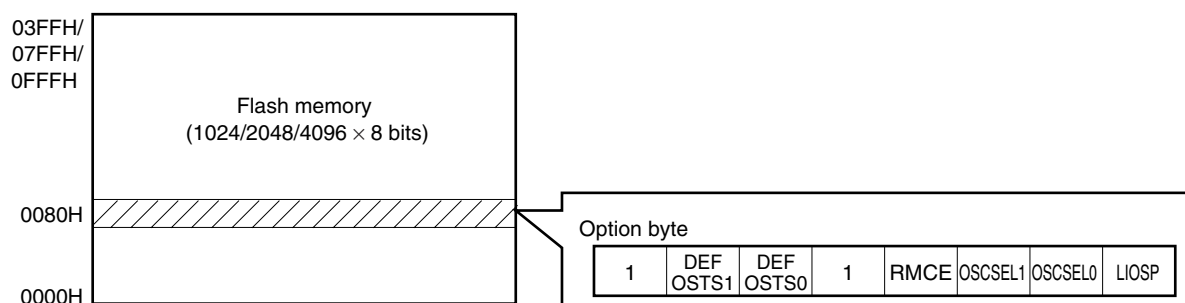 03FFH/
07FFH/
0FFFH
Flash memory
(1024/2048/4096 × 8 bits)
0080H
Option byte
1 DEF OSTS1 DEF OSTS0 1 RMCE OSCSEL1 OSCSEL0 LIOSP
0000H